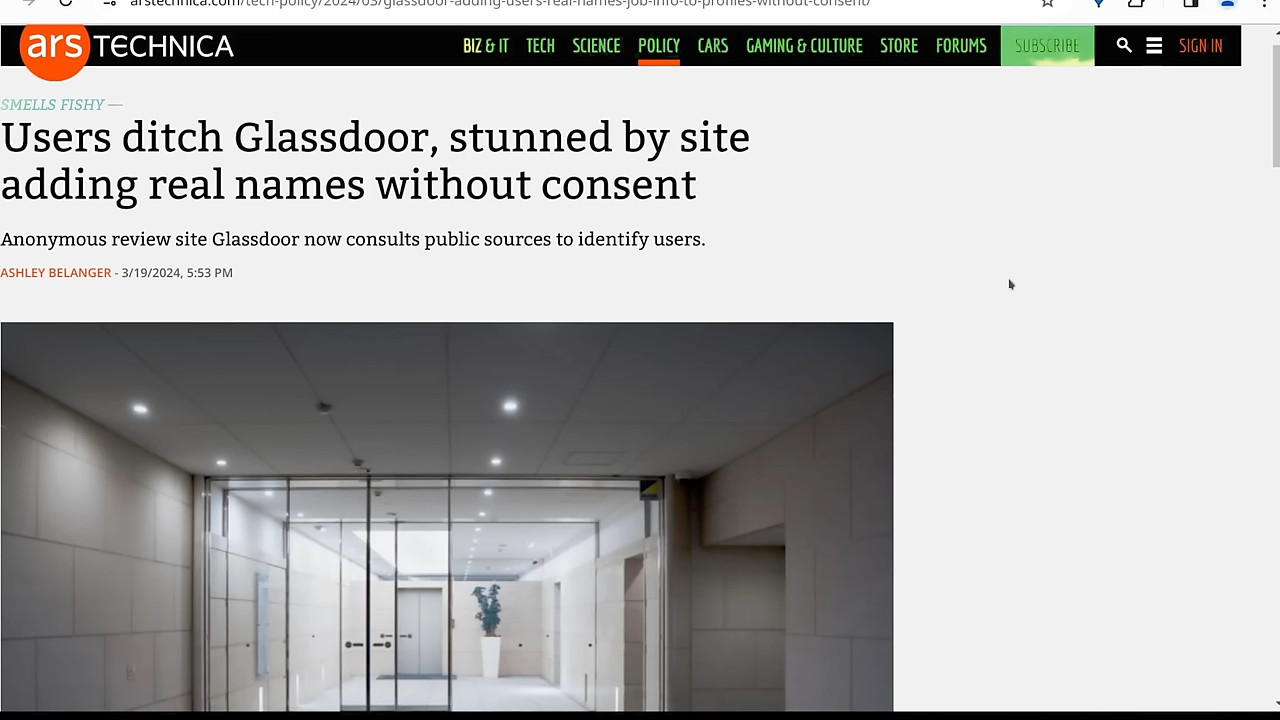 arstechnica.com/tech-policy/2024/03/glassdoor-adding-users-real-names-job-info-to-profiles-without-consent/
ars TECHNICA
BIZ & IT TECH SCIENCE POLICY CARS GAMING & CULTURE STORE FORUMS SUBSCRIBE SIGN IN
SMELLS FISHY —
Users ditch Glassdoor, stunned by site
adding real names without consent
Anonymous review site Glassdoor now consults public sources to identify users.
ASHLEY BELANGER - 3/19/2024, 5:53 PM